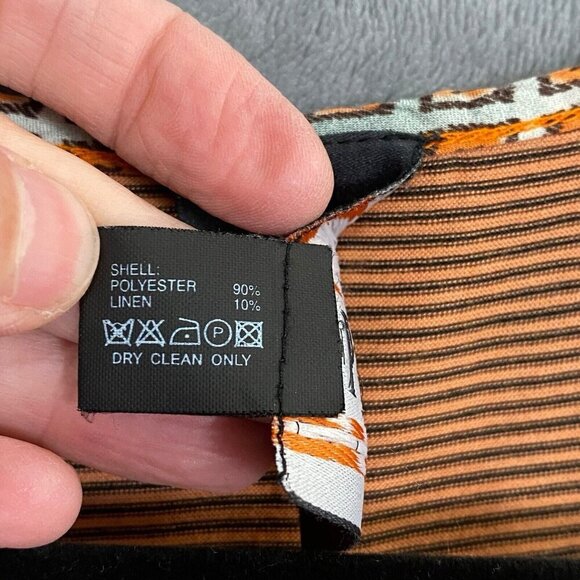 SHELL:
POLYESTER 90%
LINEN 10%
P
DRY CLEAN ONLY